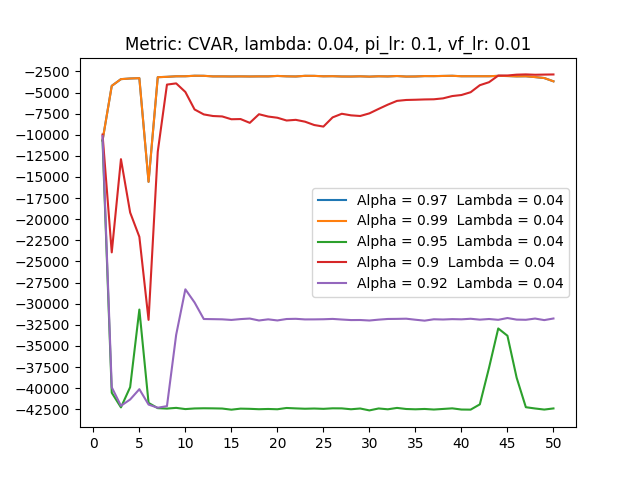 Metric: CVAR, lambda: 0.04, pi_lr: 0.1, vf_lr: 0.01
−2500
−5000
−7500
−10000
−12500
−15000
−17500
−20000
−22500
−25000
−27500
−30000
−32500
−35000
−37500
−40000
−42500
Alpha = 0.97 Lambda = 0.04
Alpha = 0.99 Lambda = 0.04
Alpha = 0.95 Lambda = 0.04
Alpha = 0.9 Lambda = 0.04
Alpha = 0.92 Lambda = 0.04
0 5 10 15 20 25 30 35 40 45 50